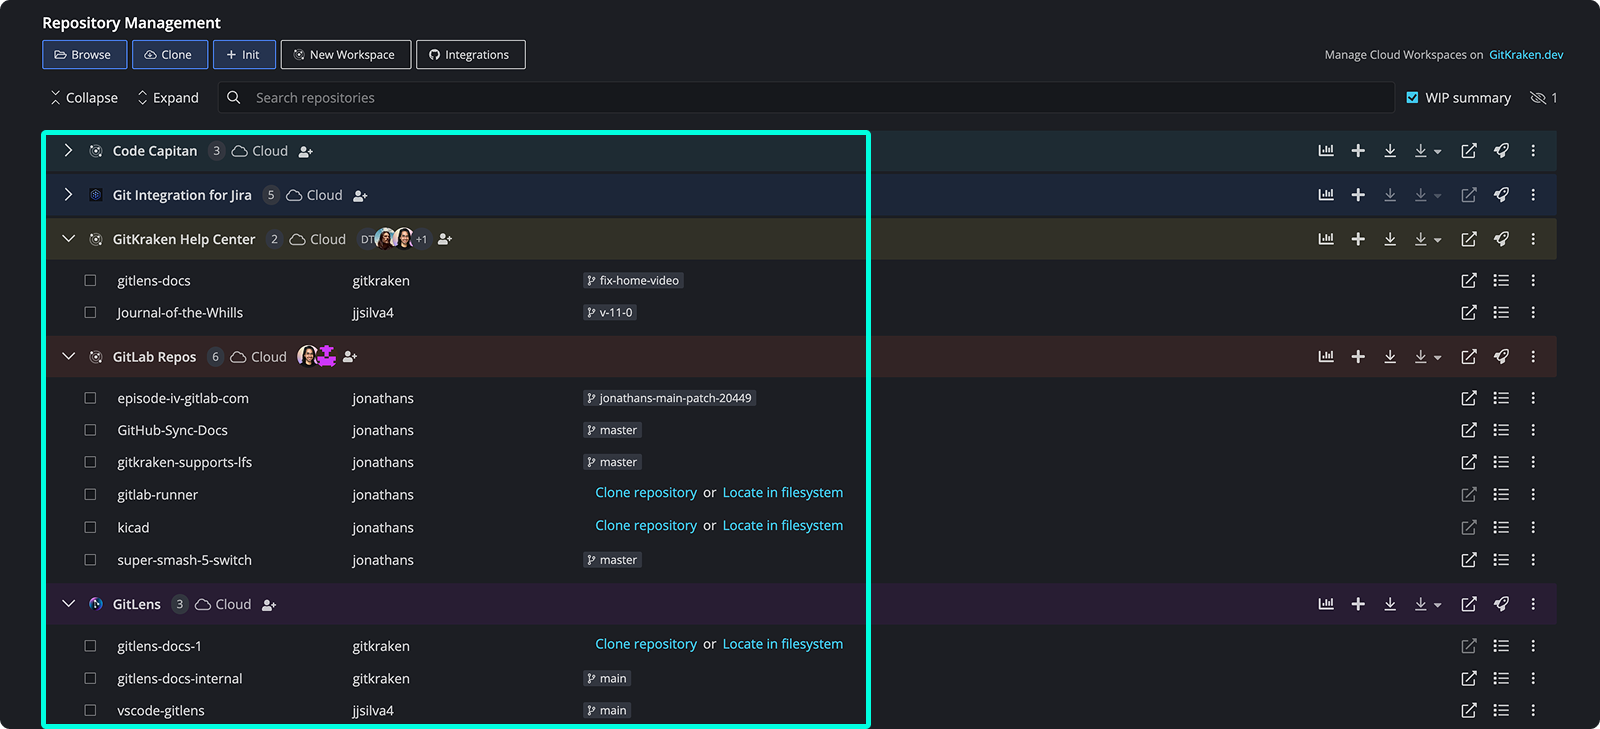 Repository Management
Browse Clone Init New Workspace Integrations Manage Cloud Workspaces on GitKraken.dev
Collapse Expand Search repositories WIP summary 1
Code Capitan 3 Cloud
Git Integration for Jira 5 Cloud
GitKraken Help Center 2 Cloud DT +1
gitlens-docs gitkraken fix-home-video
Journal-of-the-Whills jjsilva4 v-11-0
GitLab Repos 6 Cloud
episode-iv-gitlab-com jonathans jonathans-main-patch-20449
GitHub-Sync-Docs jonathans master
gitkraken-supports-lfs jonathans master
gitlab-runner jonathans Clone repository or Locate in filesystem
kicad jonathans Clone repository or Locate in filesystem
super-smash-5-switch jonathans master
GitLens 3 Cloud
gitlens-docs-1 gitkraken Clone repository or Locate in filesystem
gitlens-docs-internal gitkraken main
vscode-gitlens jjsilva4 main